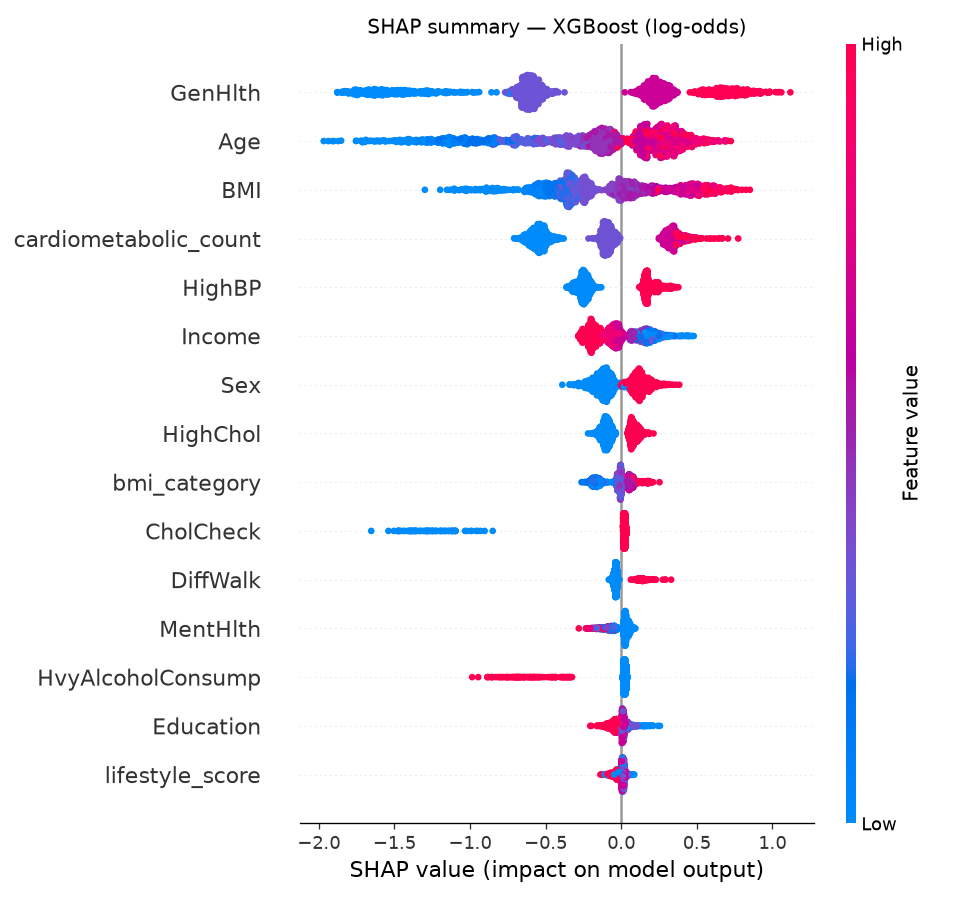 SHAP summary — XGBoost (log-odds)
High
GenHlth
Age
BMI
cardiometabolic_count
HighBP
Income
Sex
HighChol
bmi_category
CholCheck
DiffWalk
MentHlth
HvyAlcoholConsump
Education
lifestyle_score
Feature value
Low
−2.0 −1.5 −1.0 −0.5 0.0 0.5 1.0
SHAP value (impact on model output)